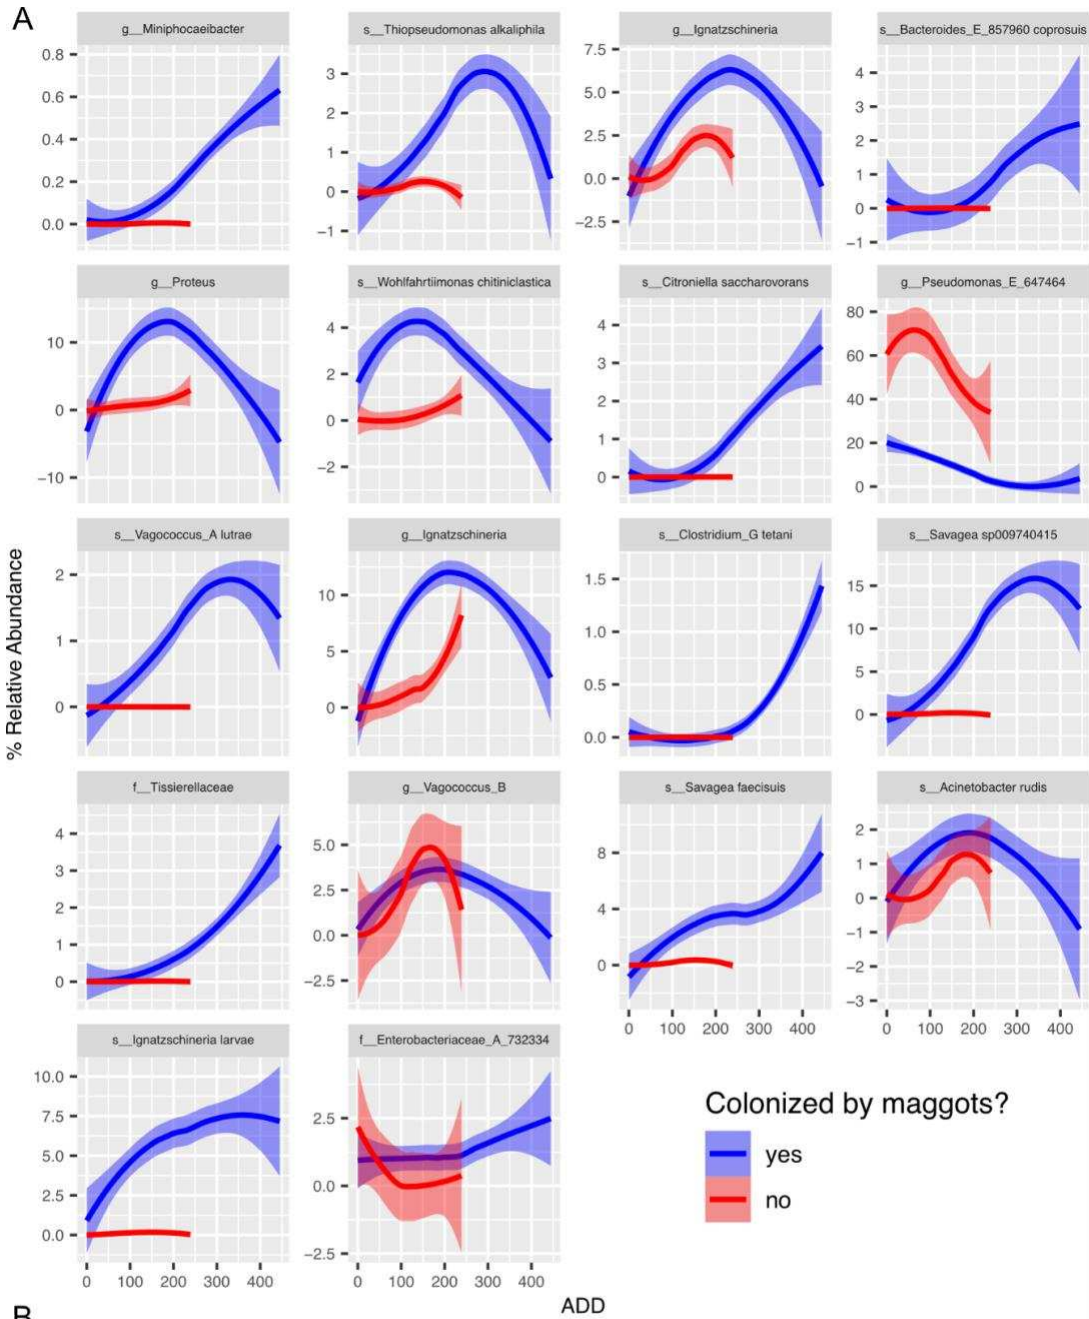 A
g__Miniphocaeibacter
s__Thiopseudomonas alkaliphila
g__Ignatzschineria
s__Bacteroides_E_857960 coprosuis
0.8
0.6
0.4
0.2
0.0
3
2
1
0
−1
7.5
5.0
2.5
0.0
−2.5
4
3
2
1
0
−1
g__Proteus
s__Wohlfahrtiimonas chitiniclastica
s__Citroniella saccharovorans
g__Pseudomonas_E_647464
10
0
−10
4
2
0
−2
4
3
2
1
0
80
60
40
20
0
s__Vagococcus_A lutrae
g__Ignatzschineria
s__Clostridium_G tetani
s__Savagea sp009740415
2
1
0
10
5
0
1.5
1.0
0.5
0.0
15
10
5
0
% Relative Abundance
f__Tissierellaceae
g__Vagococcus_B
s__Savagea faecisuis
s__Acinetobacter rudis
4
3
2
1
0
5.0
2.5
0.0
−2.5
8
4
0
2
1
0
−1
−2
−3
0 100 200 300 400
0 100 200 300 400
s__Ignatzschineria larvae
f__Enterobacteriaceae_A_732334
10.0
7.5
5.0
2.5
0.0
2.5
0.0
−2.5
0 100 200 300 400
0 100 200 300 400
Colonized by maggots?
yes
no
ADD
B